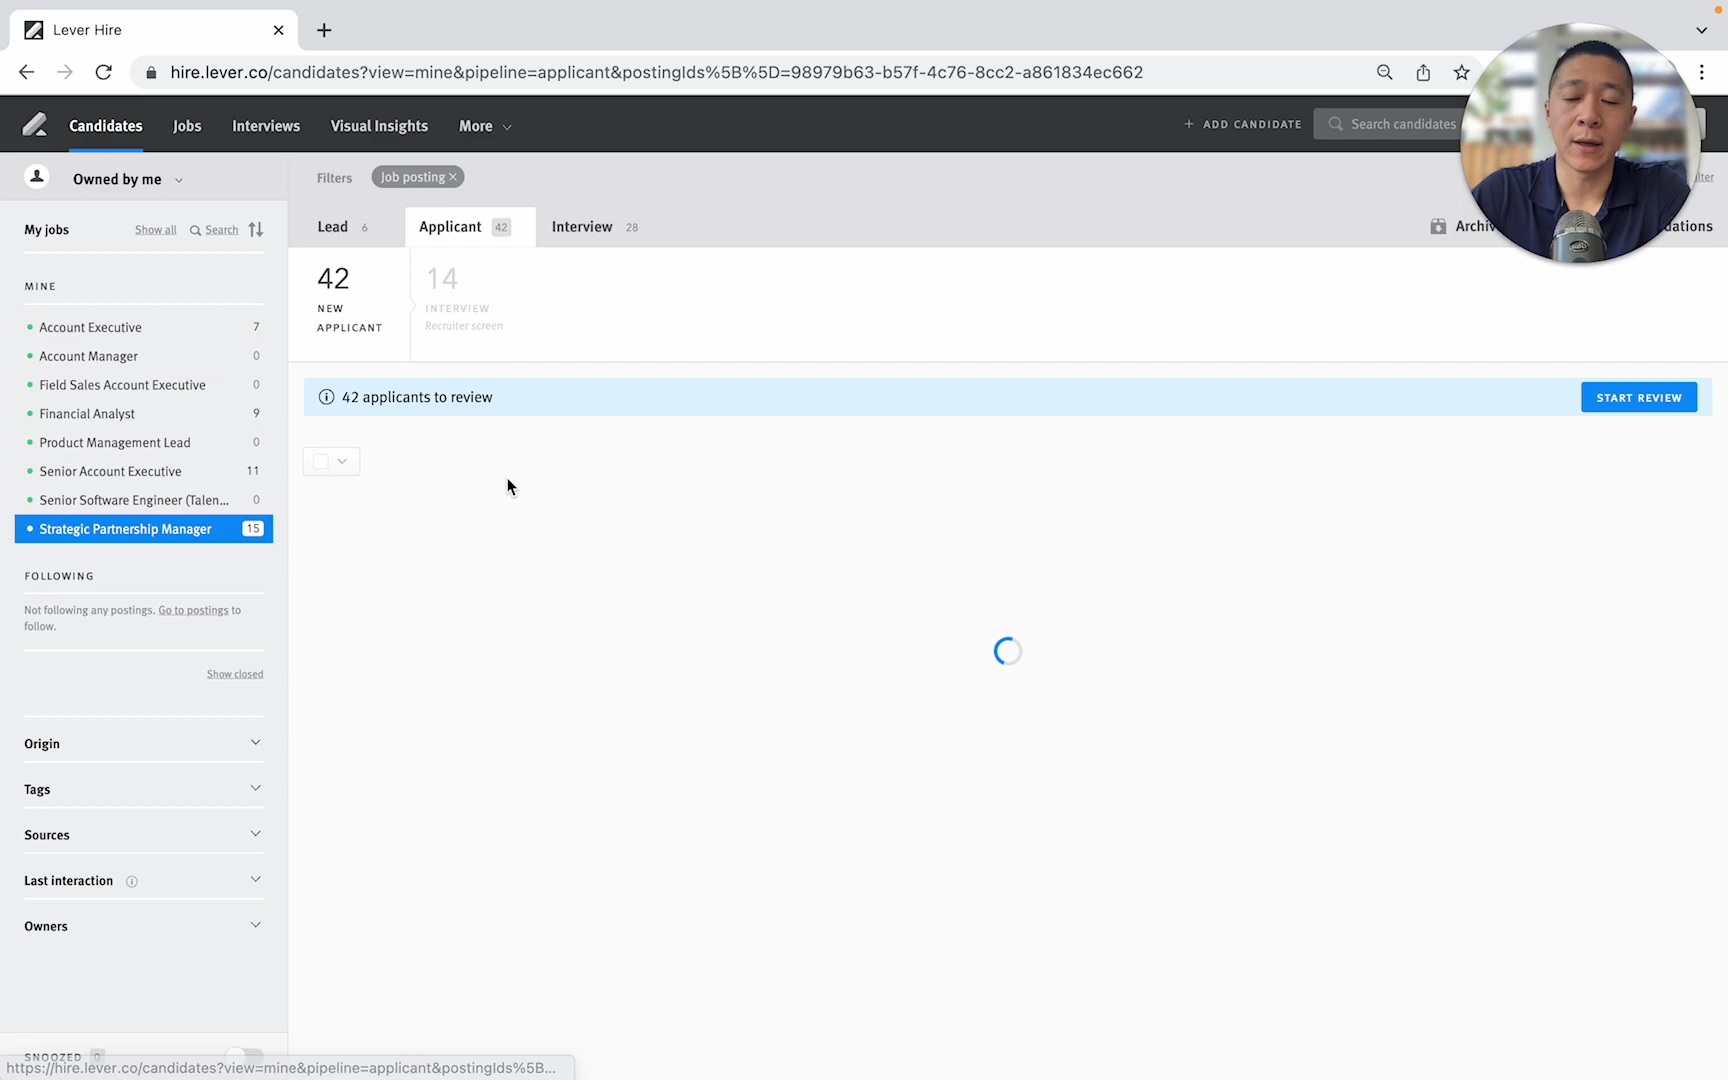 Lever Hire
hire.lever.co/candidates?view=mine&pipeline=applicant&postingIds%5B%5D=98979b63-b57f-4c76-8cc2-a861834ec662
Candidates
Jobs
Interviews
Visual Insights
More
+ ADD CANDIDATE
Search candidates
Owned by me
Filters
Job posting ×
Lead 6
Applicant 42
Interview 28
My jobs
Show all
Search
42
NEW
APPLICANT
14
INTERVIEW
Recruiter screen
MINE
Account Executive 7
Account Manager 0
Field Sales Account Executive 0
Financial Analyst 9
Product Management Lead 0
Senior Account Executive 11
Senior Software Engineer (Talen... 0
Strategic Partnership Manager 15
42 applicants to review
START REVIEW
FOLLOWING
Not following any postings. Go to postings to
follow.
Show closed
Origin
Tags
Sources
Last interaction
Owners
SNOOZED 0
https://hire.lever.co/candidates?view=mine&pipeline=applicant&postingIds%5B...